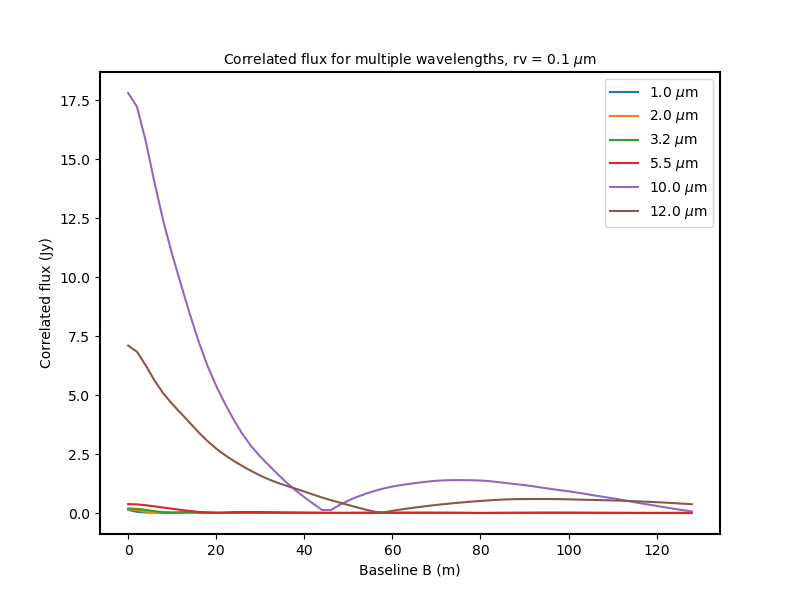 Correlated flux for multiple wavelengths, rv = 0.1 μm
1.0 μm
2.0 μm
3.2 μm
5.5 μm
10.0 μm
12.0 μm
17.5
15.0
12.5
10.0
7.5
5.0
2.5
0.0
Correlated flux (Jy)
0 20 40 60 80 100 120
Baseline B (m)